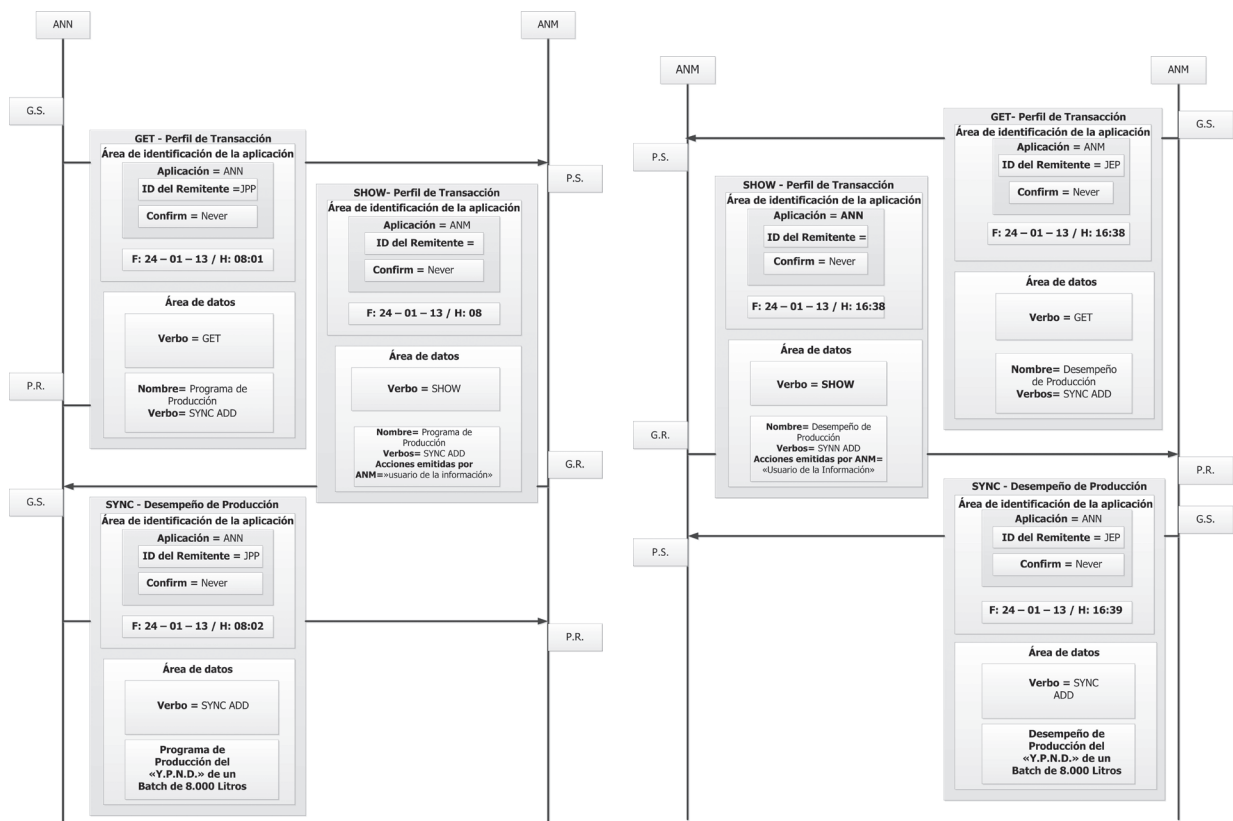 ANN
ANM
G.S.
GET - Perfil de Transacción
Área de identificación de la aplicación
Aplicación = ANN
ID del Remitente =JPP
Confirm = Never
F: 24 – 01 – 13 / H: 08:01
Área de datos
Verbo = GET
Nombre= Programa de
Producción
Verbos= SYNC ADD
P.S.
SHOW- Perfil de Transacción
Área de identificación de la aplicación
Aplicación = ANM
ID del Remitente =
Confirm = Never
F: 24 – 01 – 13 / H: 08
Área de datos
Verbo = SHOW
Nombre= Programa de
Producción
Verbos= SYNC ADD
Acciones emitidas por
ANM=»usuario de la información»
P.R.
G.R.
G.S.
SYNC - Desempeño de Producción
Área de identificación de la aplicación
Aplicación = ANN
ID del Remitente = JPP
Confirm = Never
F: 24 – 01 – 13 / H: 08:02
P.R.
Área de datos
Verbo = SYNC ADD
Programa de
Producción del
«Y.P.N.D.» de un
Batch de 8.000 Litros
ANM
ANM
G.S.
GET- Perfil de Transacción
Área de identificación de la aplicación
Aplicación = ANM
ID del Remitente = JEP
Confirm = Never
F: 24 – 01 – 13 / H: 16:38
Área de datos
Verbo = GET
Nombre= Desempeño
de Producción
Verbos= SYNC ADD
P.S.
SHOW - Perfil de Transacción
Área de identificación de la aplicación
Aplicación = ANN
ID del Remitente =
Confirm = Never
F: 24 – 01 – 13 / H: 16:38
Área de datos
Verbo = SHOW
Nombre= Desempeño de
Producción
Verbos= SYNN ADD
Acciones emitidas por ANM=
«Usuario de la Información»
G.R.
P.R.
SYNC - Desempeño de Producción
Área de identificación de la aplicación
Aplicación = ANN
ID del Remitente = JEP
Confirm = Never
F: 24 – 01 – 13 / H: 16:39
G.S.
P.S.
Área de datos
Verbo = SYNC
ADD
Desempeño de
Producción del
«Y.P.N.D.» de un
Batch de 8.000 Litros